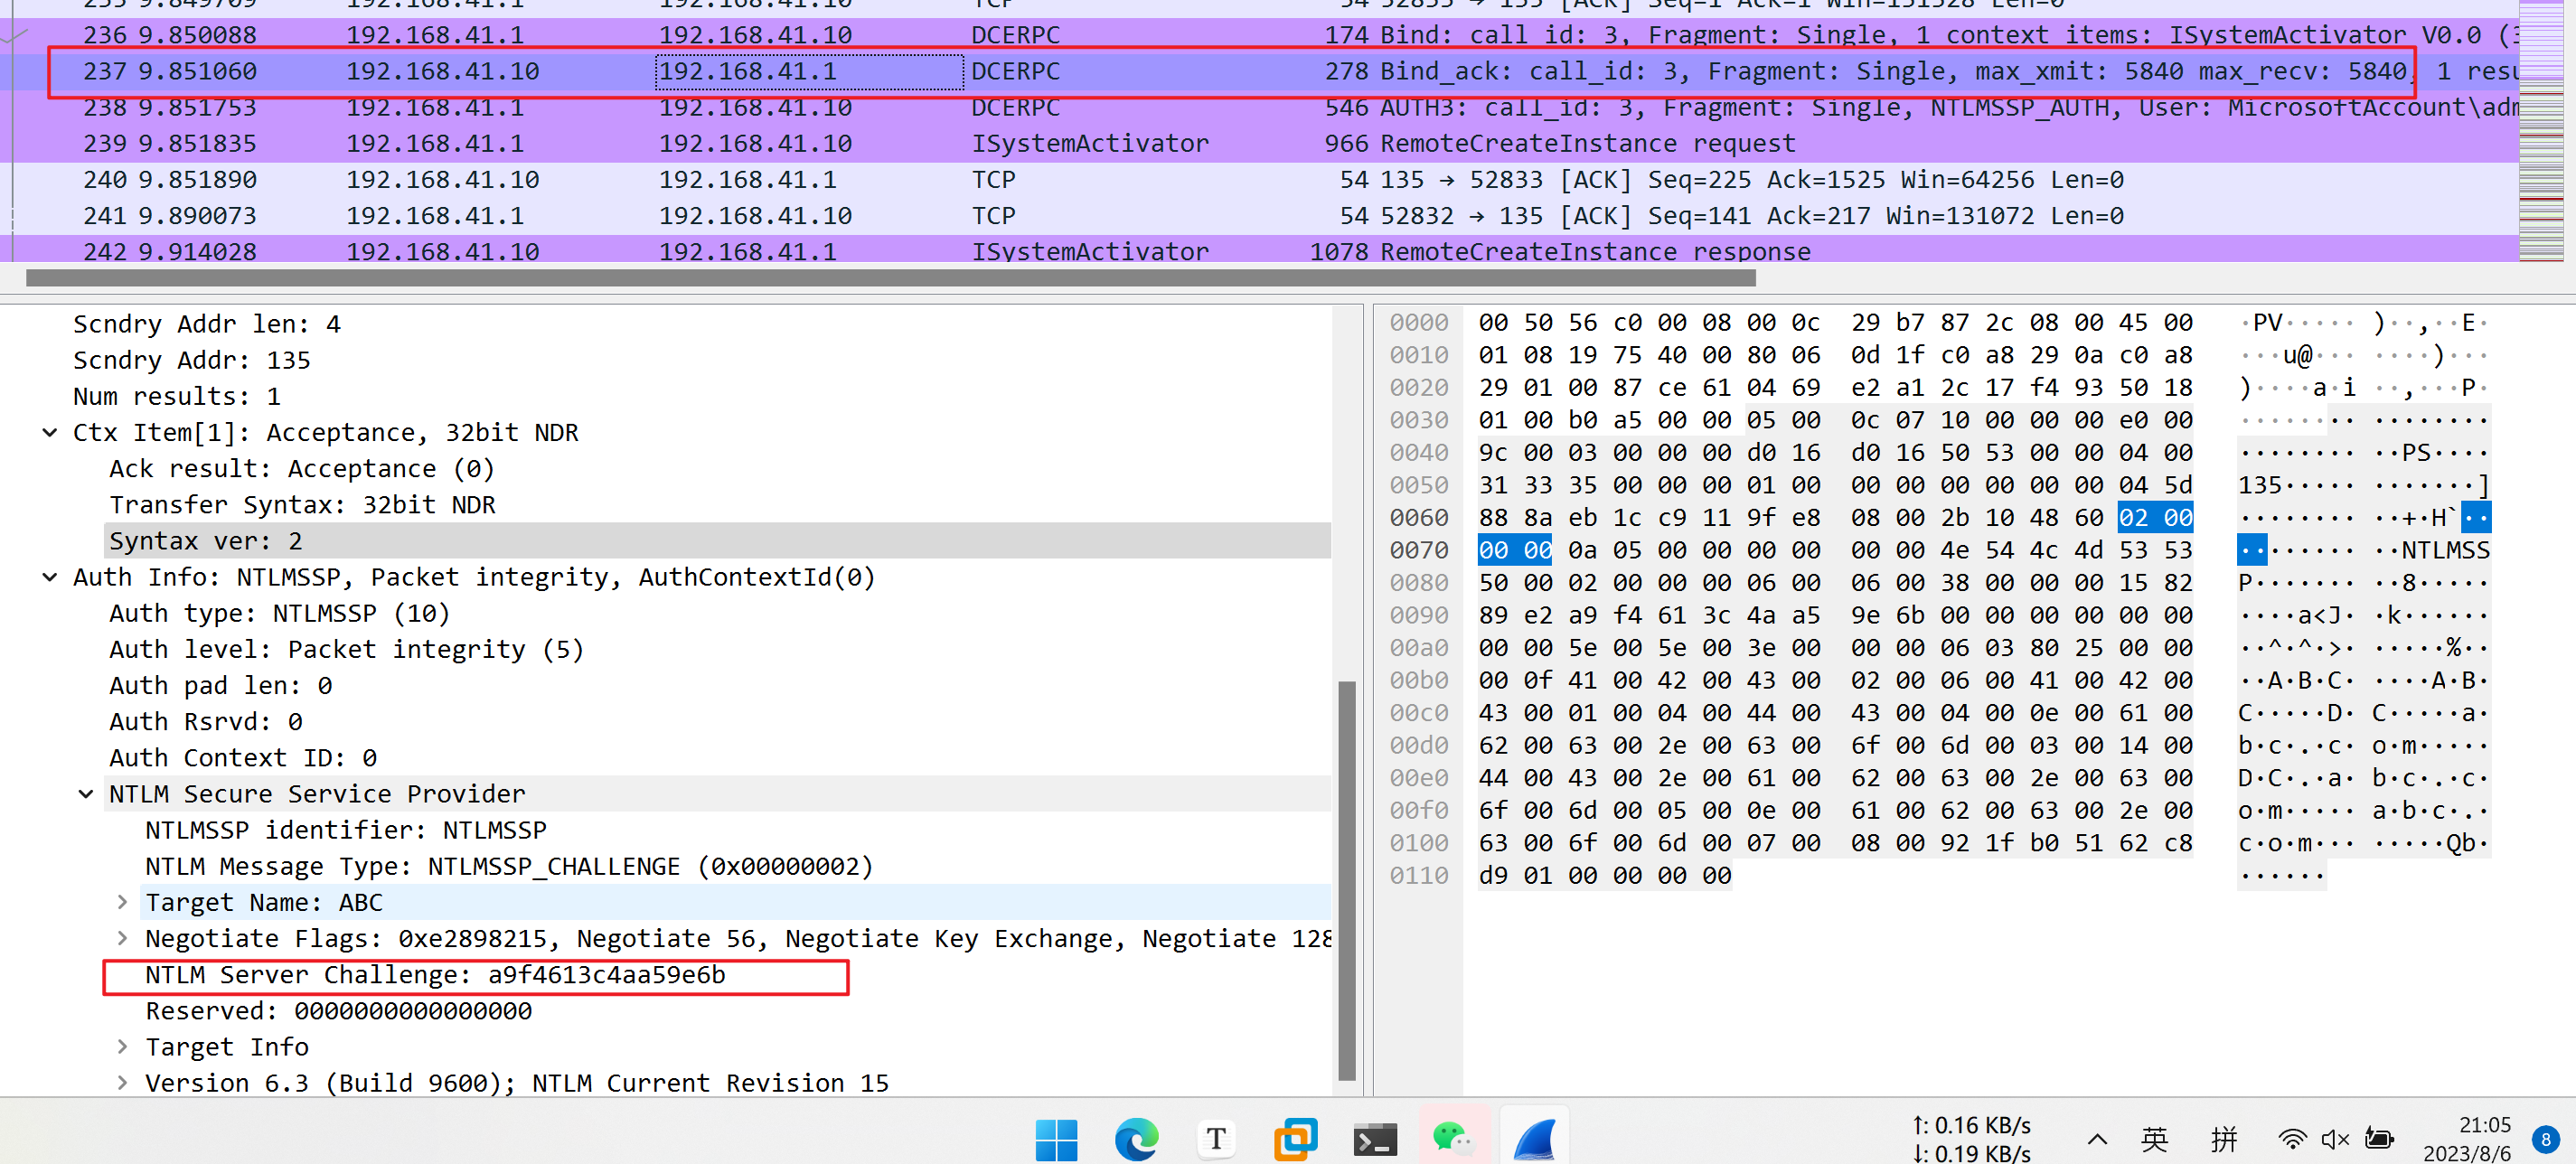 235 9.849709 192.168.41.1 192.168.41.10 TCP 54 52833 → 135 [ACK] Seq=1 Ack=1 Win=131328 Len=0
236 9.850088 192.168.41.1 192.168.41.10 DCERPC 174 Bind: call_id: 3, Fragment: Single, 1 context items: ISystemActivator V0.0 (3
237 9.851060 192.168.41.10 192.168.41.1 DCERPC 278 Bind_ack: call_id: 3, Fragment: Single, max_xmit: 5840 max_recv: 5840, 1 resu
238 9.851753 192.168.41.1 192.168.41.10 DCERPC 546 AUTH3: call_id: 3, Fragment: Single, NTLMSSP_AUTH, User: MicrosoftAccount\adm
239 9.851835 192.168.41.1 192.168.41.10 ISystemActivator 966 RemoteCreateInstance request
240 9.851890 192.168.41.10 192.168.41.1 TCP 54 135 → 52833 [ACK] Seq=225 Ack=1525 Win=64256 Len=0
241 9.890073 192.168.41.1 192.168.41.10 TCP 54 52832 → 135 [ACK] Seq=141 Ack=217 Win=131072 Len=0
242 9.914028 192.168.41.10 192.168.41.1 ISystemActivator 1078 RemoteCreateInstance response
Scndry Addr len: 4
Scndry Addr: 135
Num results: 1
Ctx Item[1]: Acceptance, 32bit NDR
Ack result: Acceptance (0)
Transfer Syntax: 32bit NDR
Syntax ver: 2
Auth Info: NTLMSSP, Packet integrity, AuthContextId(0)
Auth type: NTLMSSP (10)
Auth level: Packet integrity (5)
Auth pad len: 0
Auth Rsrvd: 0
Auth Context ID: 0
NTLM Secure Service Provider
NTLMSSP identifier: NTLMSSP
NTLM Message Type: NTLMSSP_CHALLENGE (0x00000002)
Target Name: ABC
Negotiate Flags: 0xe2898215, Negotiate 56, Negotiate Key Exchange, Negotiate 128
NTLM Server Challenge: a9f4613c4aa59e6b
Reserved: 0000000000000000
Target Info
Version 6.3 (Build 9600); NTLM Current Revision 15
0000 00 50 56 c0 00 08 00 0c 29 b7 87 2c 08 00 45 00 ·PV····· )··,··E·
0010 01 08 19 75 40 00 80 06 0d 1f c0 a8 29 0a c0 a8 ···u@··· ····)···
0020 29 01 00 87 ce 61 04 69 e2 a1 2c 17 f4 93 50 18 )····a·i ··,···P·
0030 01 00 b0 a5 00 00 05 00 0c 07 10 00 00 00 e0 00 ········ ········
0040 9c 00 03 00 00 00 d0 16 d0 16 50 53 00 00 04 00 ········ ··PS····
0050 31 33 35 00 00 00 01 00 00 00 00 00 00 00 04 5d 135····· ·······]
0060 88 8a eb 1c c9 11 9f e8 08 00 2b 10 48 60 02 00 ········ ··+·H`··
0070 00 00 0a 05 00 00 00 00 00 00 4e 54 4c 4d 53 53 ········ ··NTLMSS
0080 50 00 02 00 00 00 06 00 06 00 38 00 00 00 15 82 P······· ··8·····
0090 89 e2 a9 f4 61 3c 4a a5 9e 6b 00 00 00 00 00 00 ····a<J· ·k······
00a0 00 00 5e 00 5e 00 3e 00 00 00 06 03 80 25 00 00 ··^·^·>· ·····%··
00b0 00 0f 41 00 42 00 43 00 02 00 06 00 41 00 42 00 ··A·B·C· ····A·B·
00c0 43 00 01 00 04 00 44 00 43 00 04 00 0e 00 61 00 C·····D· C·····a·
00d0 62 00 63 00 2e 00 63 00 6f 00 6d 00 03 00 14 00 b·c·.·c· o·m·····
00e0 44 00 43 00 2e 00 61 00 62 00 63 00 2e 00 63 00 D·C·.·a· b·c·.·c·
00f0 6f 00 6d 00 05 00 0e 00 61 00 62 00 63 00 2e 00 o·m····· a·b·c·.·
0100 63 00 6f 00 6d 00 07 00 08 00 92 1f b0 51 62 c8 c·o·m··· ·····Qb·
0110 d9 01 00 00 00 00 ······
T
↑: 0.16 KB/s
↓: 0.19 KB/s
英 拼
21:05
2023/8/6
8